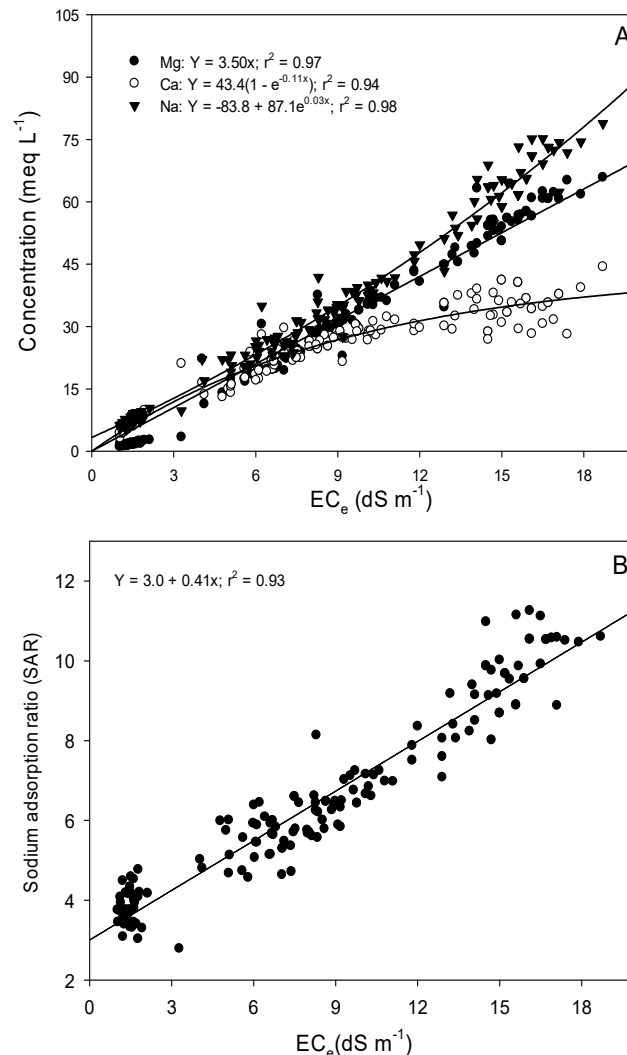 A
Mg: Y = 3.50x; r² = 0.97
Ca: Y = 43.4(1 - e^-0.11x); r² = 0.94
Na: Y = -83.8 + 87.1e^0.03x; r² = 0.98
105
90
75
60
45
30
15
0
Concentration (meq L⁻¹)
0 3 6 9 12 15 18
ECₑ (dS m⁻¹)
B
Y = 3.0 + 0.41x; r² = 0.93
12
10
8
6
4
2
Sodium adsorption ratio (SAR)
0 3 6 9 12 15 18
ECₑ(dS m⁻¹)